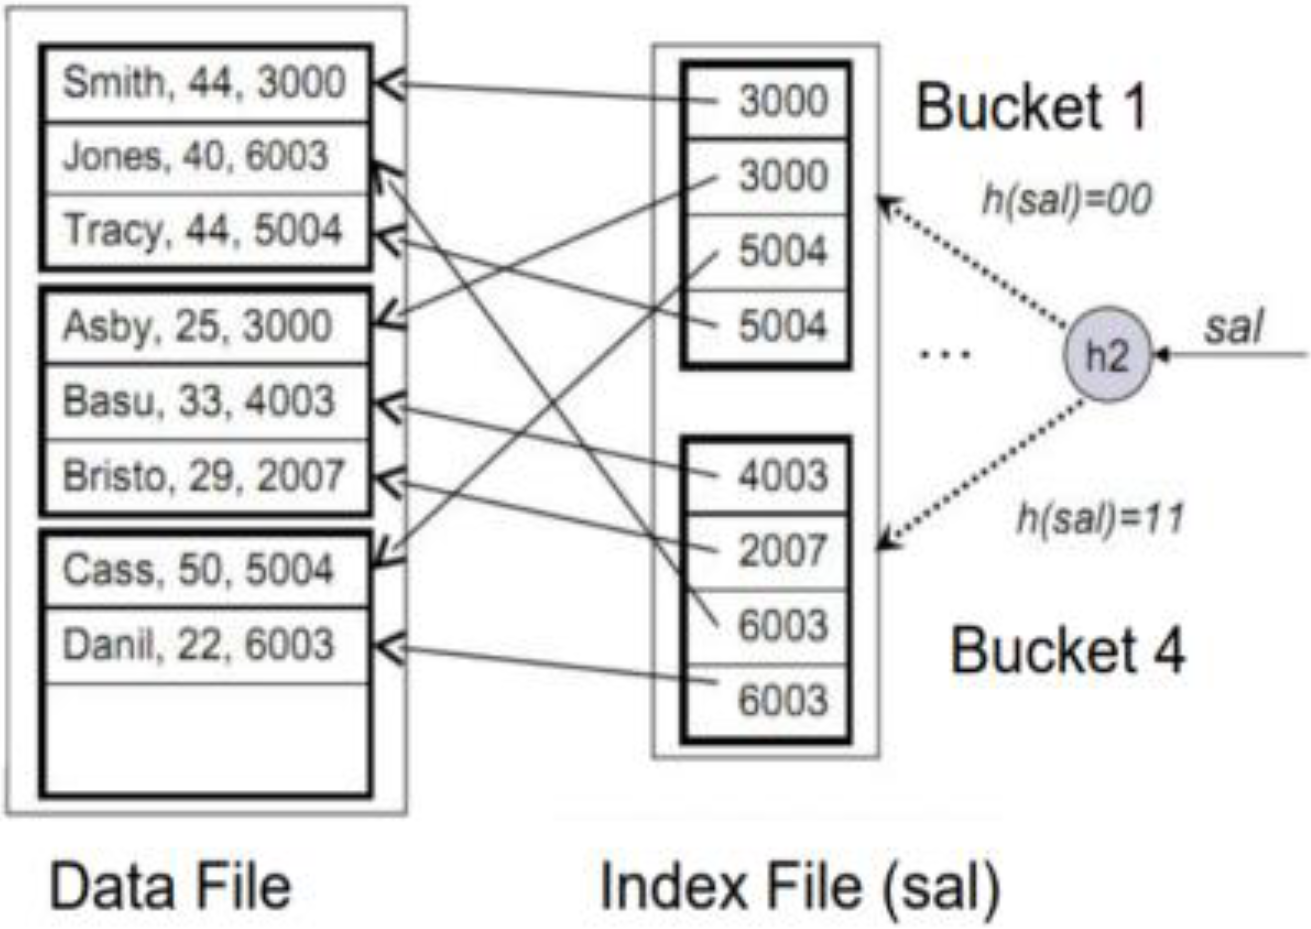 Smith, 44, 3000
Jones, 40, 6003
Tracy, 44, 5004
Asby, 25, 3000
Basu, 33, 4003
Bristo, 29, 2007
Cass, 50, 5004
Danil, 22, 6003
Data File
3000
3000
5004
5004
4003
2007
6003
6003
Index File (sal)
Bucket 1
h(sal)=00
...
h2
sal
h(sal)=11
Bucket 4